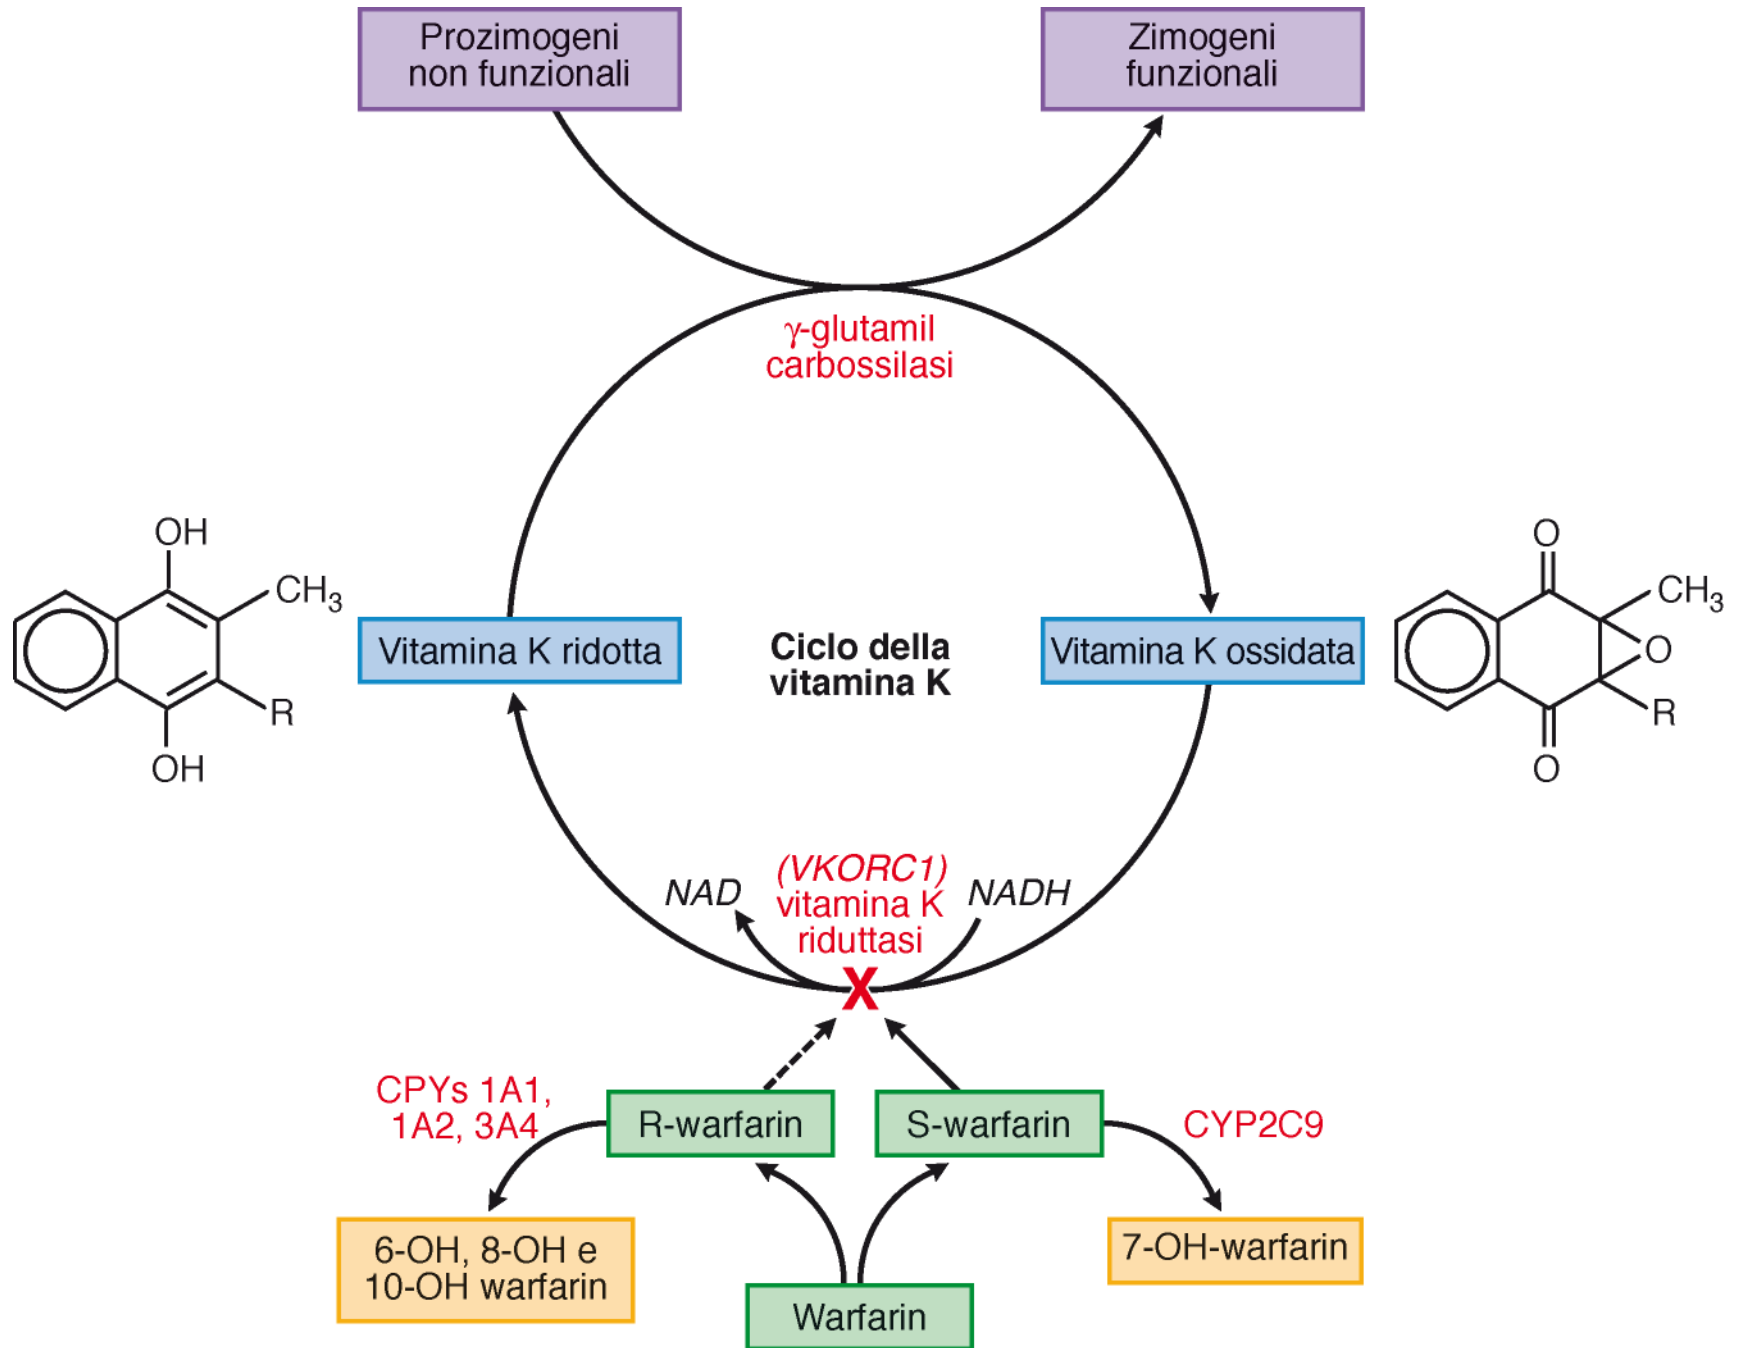 Prozimogeni
non funzionali
Zimogeni
funzionali
γ-glutamil
carbossilasi
OH
CH3
R
OH
Vitamina K ridotta
Ciclo della
vitamina K
Vitamina K ossidata
O
CH3
O
R
O
NAD
(VKORC1)
vitamina K
riduttasi
NADH
X
CPYs 1A1,
1A2, 3A4
R-warfarin
S-warfarin
CYP2C9
6-OH, 8-OH e
10-OH warfarin
7-OH-warfarin
Warfarin